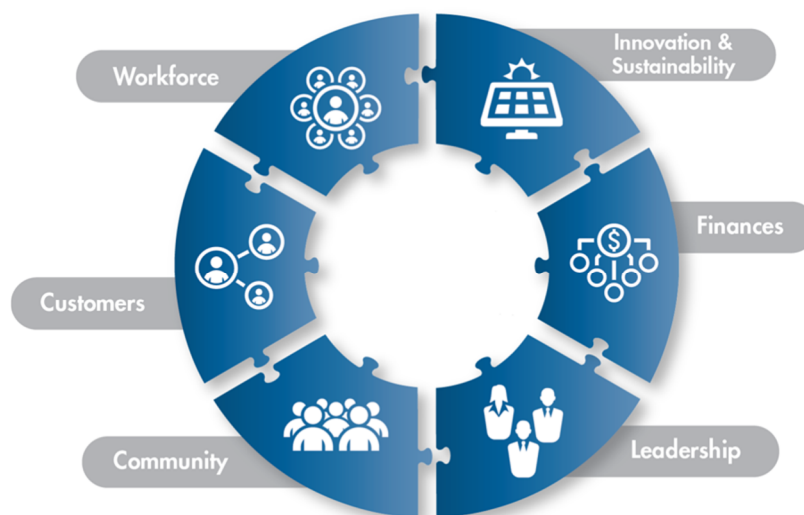 Innovation &
Sustainability
Workforce
Finances
$
Customers
Leadership
Community